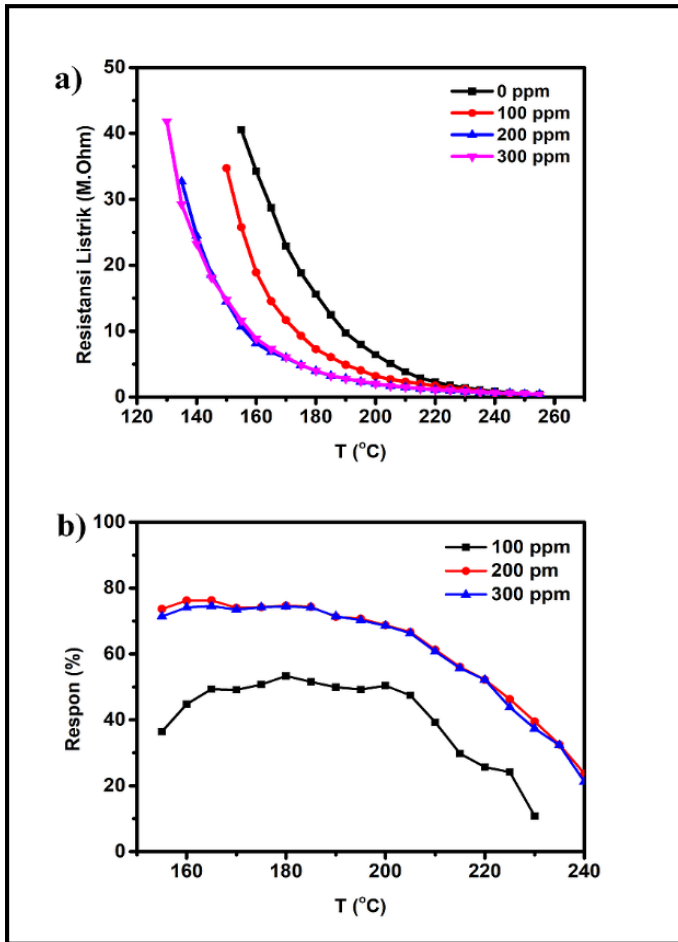 a)
50
40
30
20
10
0
Resistansi Listrik (M.Ohm)
0 ppm
100 ppm
200 ppm
300 ppm
120 140 160 180 200 220 240 260
T (°C)
b)
100
80
60
40
20
0
Respon (%)
100 ppm
200 pm
300 ppm
160 180 200 220 240
T (°C)